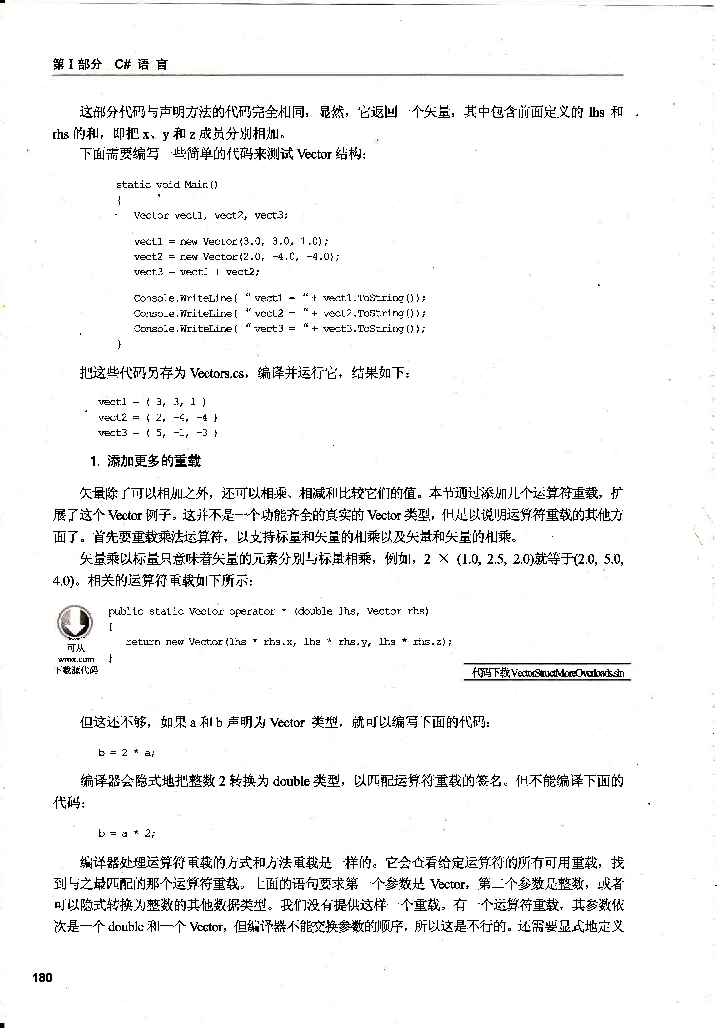 第 I 部分 C# 语 言
这部分代码与声明方法的代码完全相同，显然，它返回一个矢量，其中包含前面定义的 lhs 和
rhs 的和，即把 x、y 和 z 成员分别相加。
下面需要编写一些简单的代码来测试 Vector 结构：
static void Main()
{
Vector vect1, vect2, vect3;
vect1 = new Vector(3.0, 3.0, 1.0);
vect2 = new Vector(2.0, -4.0, -4.0);
vect3 = vect1 + vect2;
Console.WriteLine( " vect1 = "+ vect1.ToString());
Console.WriteLine( " vect2 = "+ vect2.ToString());
Console.WriteLine( " vect3 = "+ vect3.ToString());
}
把这些代码另存为 Vectors.cs，编译并运行它，结果如下：
vect1 = ( 3, 3, 1 )
vect2 = ( 2, -4, -4 )
vect3 = ( 5, -1, -3 )
1. 添加更多的重载
矢量除了可以相加之外，还可以相乘、相减和比较它们的值。本节通过添加几个运算符重载，扩
展了这个 Vector 例子。这并不是一个功能齐全的真实的 Vector 类型，但足以说明运算符重载的其他方
面了。首先要重载乘法运算符，以支持标量和矢量的相乘以及矢量和矢量的相乘。
矢量乘以标量只意味着矢量的元素分别与标量相乘，例如，2 × (1.0, 2.5, 2.0)就等于(2.0, 5.0,
4.0)。相关的运算符重载如下所示：
public static Vector operator * (double lhs, Vector rhs)
{
return new Vector(lhs * rhs.x, lhs * rhs.y, lhs * rhs.z);
}
可从
wrox.com
下载源代码
代码下载 VectorStructMoreOverloads.sln
但这还不够，如果 a 和 b 声明为 Vector 类型，就可以编写下面的代码：
b = 2 * a;
编译器会隐式地把整数 2 转换为 double 类型，以匹配运算符重载的签名。但不能编译下面的
代码：
b = a * 2;
编译器处理运算符重载的方式和方法重载是一样的。它会查看给定运算符的所有可用重载，找
到与之最匹配的那个运算符重载。上面的语句要求第一个参数是 Vector，第二个参数是整数，或者
可以隐式转换为整数的其他数据类型。我们没有提供这样一个重载。有一个运算符重载，其参数依
次是一个 double 和一个 Vector，但编译器不能交换参数的顺序，所以这是不行的。还需要显式地定义
180